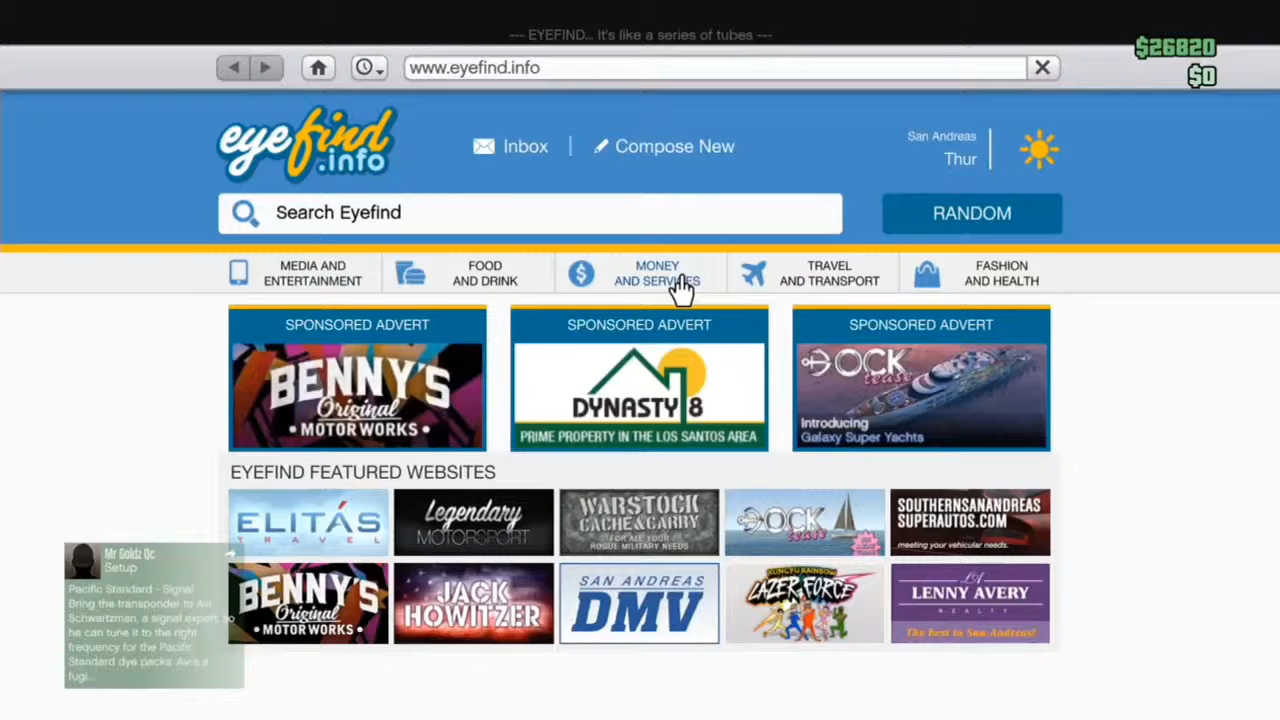 --- EYEFIND... It's like a series of tubes ---
$26820
$0
www.eyefind.info
eyefind
.info
Inbox
Compose New
San Andreas
Thur
Search Eyefind
RANDOM
MEDIA AND
ENTERTAINMENT
FOOD
AND DRINK
MONEY
AND SERVICES
TRAVEL
AND TRANSPORT
FASHION
AND HEALTH
SPONSORED ADVERT
BENNY'S
Original
• MOTOR WORKS •
SPONSORED ADVERT
DYNASTY 8
PRIME PROPERTY IN THE LOS SANTOS AREA
SPONSORED ADVERT
DOCK
tease
Introducing
Galaxy Super Yachts
EYEFIND FEATURED WEBSITES
ELITÁS
TRAVEL
Legendary
MOTORSPORT
WARSTOCK
CACHE & CARRY
FOR ALL YOUR
ROGUE MILITARY NEEDS
DOCK
tease
SOUTHERNSANANDREAS
SUPERAUTOS.COM
meeting your vehicular needs.
BENNY'S
Original
• MOTOR WORKS •
JACK
HOWITZER
SAN ANDREAS
DMV
KUNG FU RAINBOW
LAZER FORCE
LA
LENNY AVERY
REALTY
The best in San Andreas!
Mr Goldz Qc
Setup
Pacific Standard - Signal
Bring the transponder to Avi
Schwartzman, a signal expert, so
he can tune it to the right
frequency for the Pacific
Standard dye packs. Avi's a
fugi...